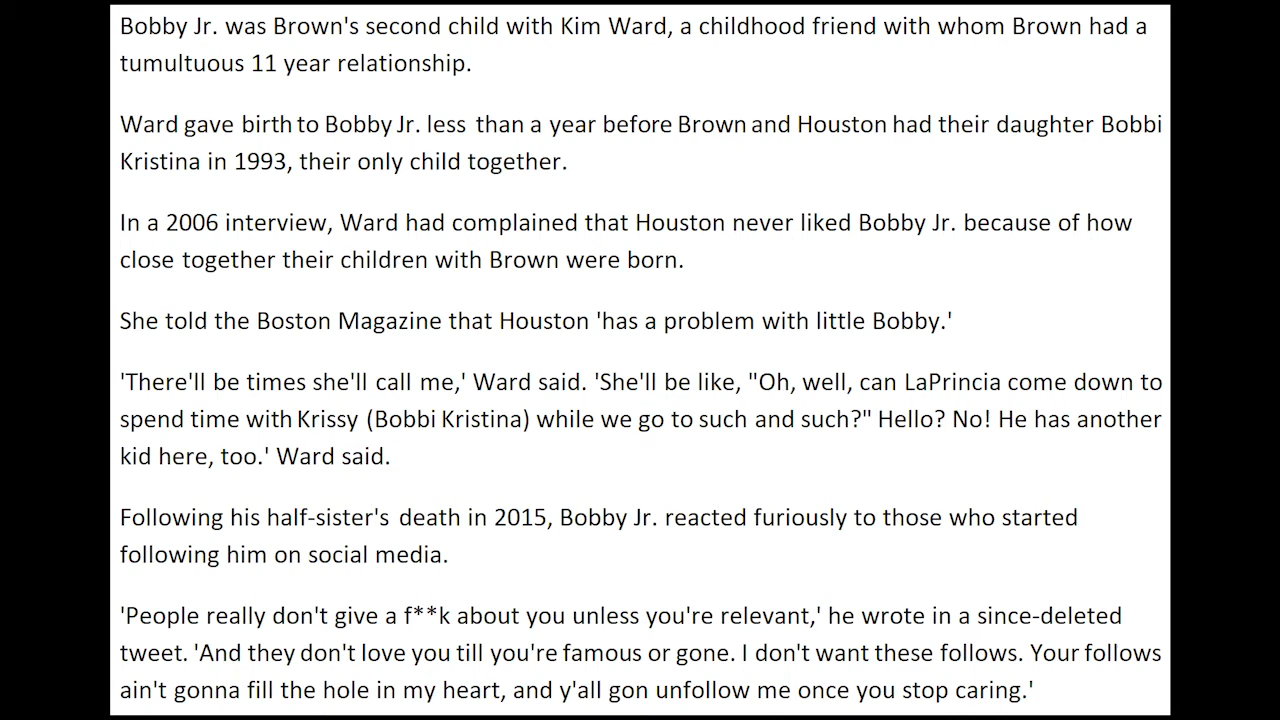 Bobby Jr. was Brown's second child with Kim Ward, a childhood friend with whom Brown had a
tumultuous 11 year relationship.
Ward gave birth to Bobby Jr. less than a year before Brown and Houston had their daughter Bobbi
Kristina in 1993, their only child together.
In a 2006 interview, Ward had complained that Houston never liked Bobby Jr. because of how
close together their children with Brown were born.
She told the Boston Magazine that Houston 'has a problem with little Bobby.'
'There'll be times she'll call me,' Ward said. 'She'll be like, "Oh, well, can LaPrincia come down to
spend time with Krissy (Bobbi Kristina) while we go to such and such?" Hello? No! He has another
kid here, too.' Ward said.
Following his half-sister's death in 2015, Bobby Jr. reacted furiously to those who started
following him on social media.
'People really don't give a f**k about you unless you're relevant,' he wrote in a since-deleted
tweet. 'And they don't love you till you're famous or gone. I don't want these follows. Your follows
ain't gonna fill the hole in my heart, and y'all gon unfollow me once you stop caring.'